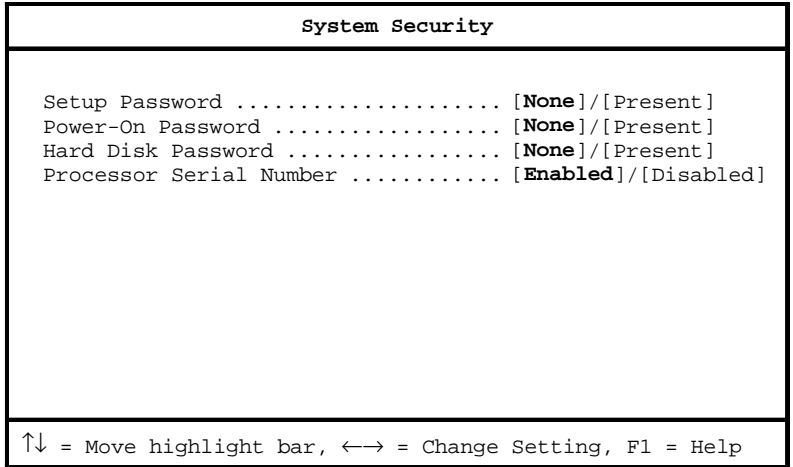 System Security
Setup Password ..................... [None]/[Present]
Power-On Password .................. [None]/[Present]
Hard Disk Password ................. [None]/[Present]
Processor Serial Number ............ [Enabled]/[Disabled]
↑↓ = Move highlight bar, ←→ = Change Setting, F1 = Help